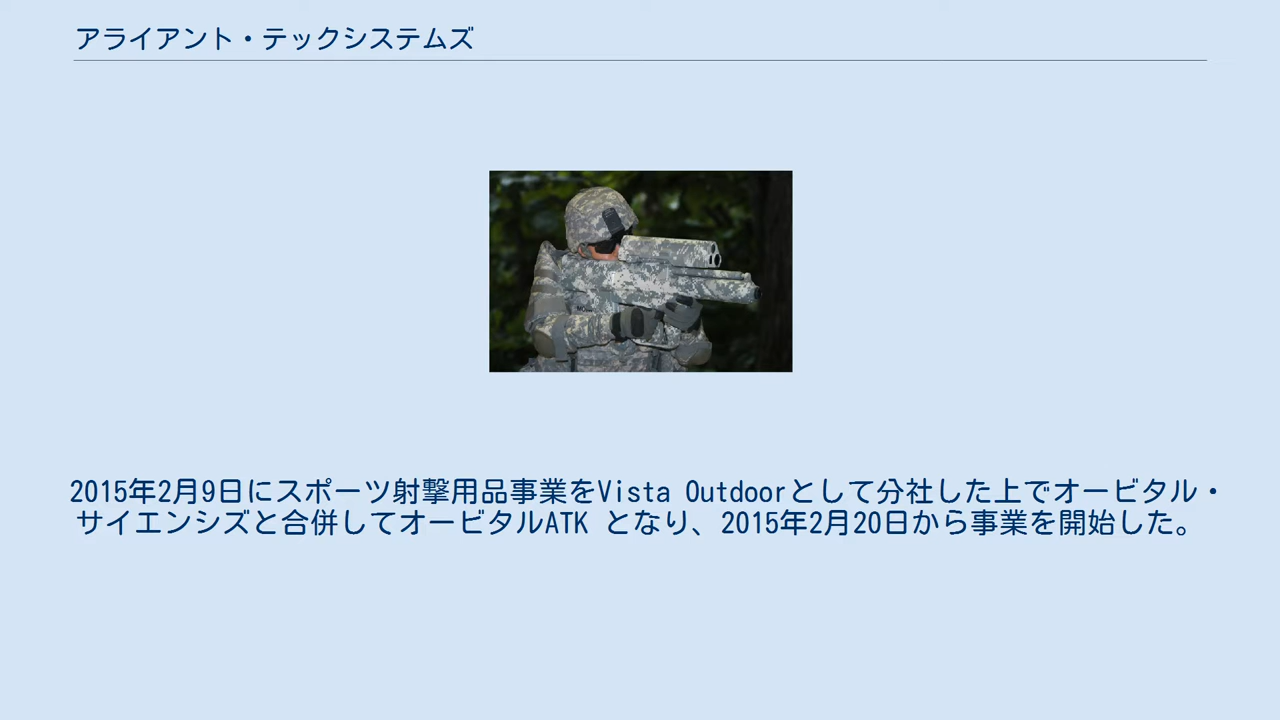 アライアント・テックシステムズ
2015年2月9日にスポーツ射撃用品事業をVista Outdoorとして分社した上でオービタル・
サイエンシズと合併してオービタルATK となり、2015年2月20日から事業を開始した。